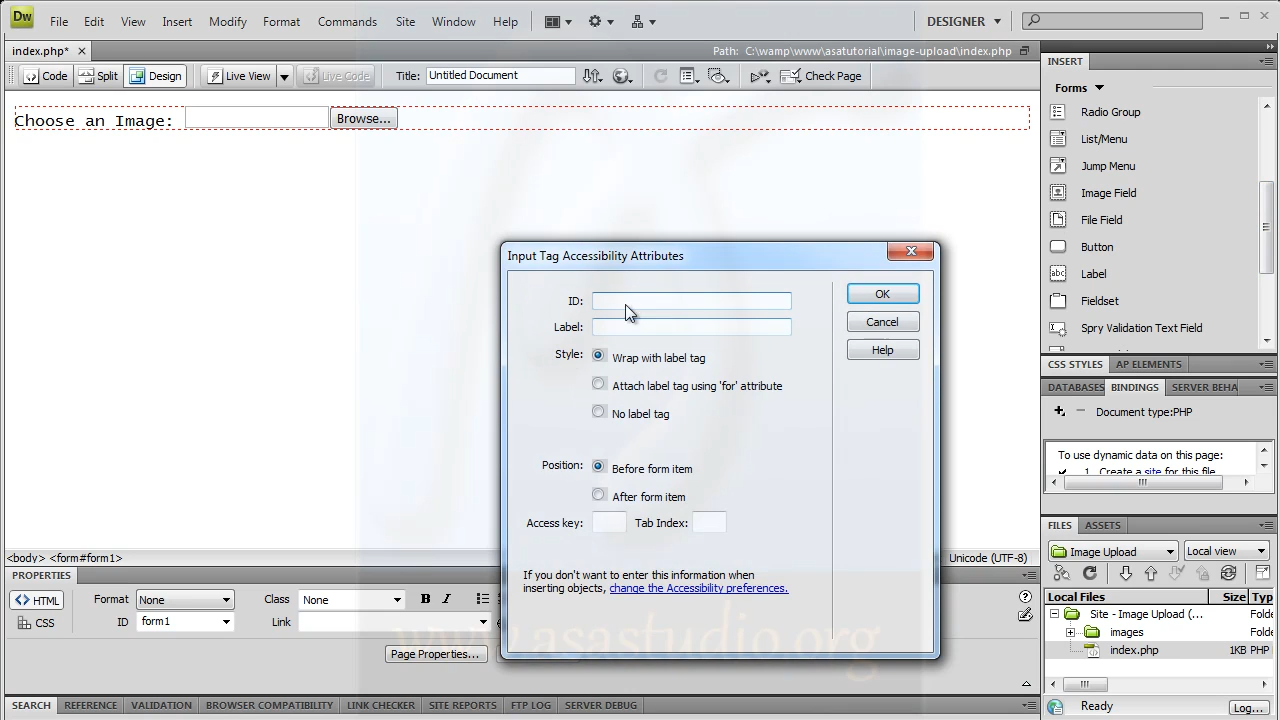 Dw File Edit View Insert Modify Format Commands Site Window Help DESIGNER
index.php* Path: C:\wamp\www\asatutorial\image-upload\index.php
Code Split Design Live View Live Code Title: Untitled Document Check Page
Choose an Image: Browse...
Input Tag Accessibility Attributes
ID:
Label:
Style: Wrap with label tag
Attach label tag using 'for' attribute
No label tag
Position: Before form item
After form item
Access key: Tab Index:
If you don't want to enter this information when
inserting objects, change the Accessibility preferences.
OK
Cancel
Help
INSERT
Forms
Radio Group
List/Menu
Jump Menu
Image Field
File Field
Button
abc Label
Fieldset
Spry Validation Text Field
CSS STYLES AP ELEMENTS
DATABASES BINDINGS SERVER BEHA
Document type:PHP
To use dynamic data on this page:
1. Create a site for this file.
FILES ASSETS
Image Upload Local view
Local Files Size Typ
Site - Image Upload (... Folde
images Folde
index.php 1KB PHP
Ready Log...
<body> <form#form1> Unicode (UTF-8)
PROPERTIES
HTML Format None Class None B I
CSS ID form1 Link
Page Properties...
www.asastudio.org
SEARCH REFERENCE VALIDATION BROWSER COMPATIBILITY LINK CHECKER SITE REPORTS FTP LOG SERVER DEBUG